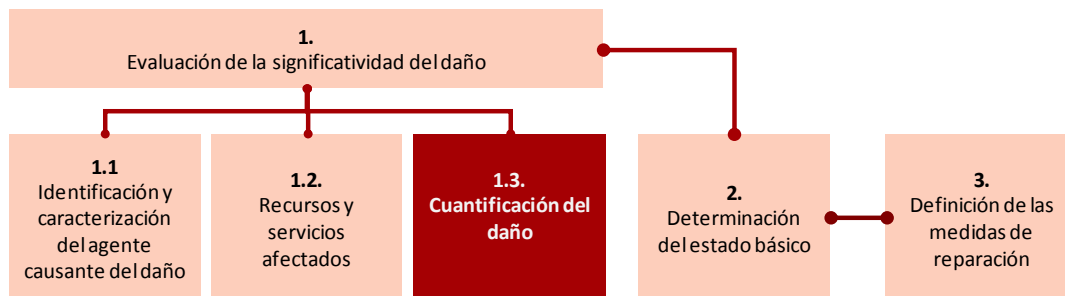 1.
Evaluación de la significatividad del daño
1.1
Identificación y
caracterización
del agente
causante del daño
1.2.
Recursos y
servicios
afectados
1.3.
Cuantificación del
daño
2.
Determinación
del estado básico
3.
Definición de las
medidas de
reparación